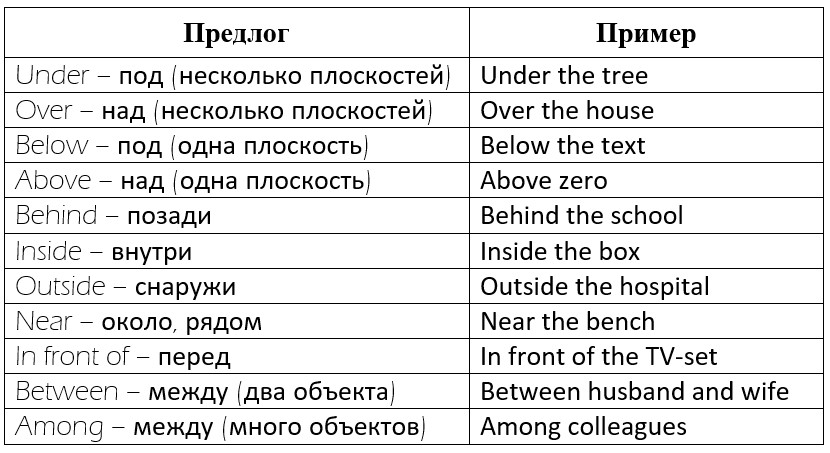 Предлог Пример
Under – под (несколько плоскостей) Under the tree
Over – над (несколько плоскостей) Over the house
Below – под (одна плоскость) Below the text
Above – над (одна плоскость) Above zero
Behind – позади Behind the school
Inside – внутри Inside the box
Outside – снаружи Outside the hospital
Near – около, рядом Near the bench
In front of – перед In front of the TV-set
Between – между (два объекта) Between husband and wife
Among – между (много объектов) Among colleagues